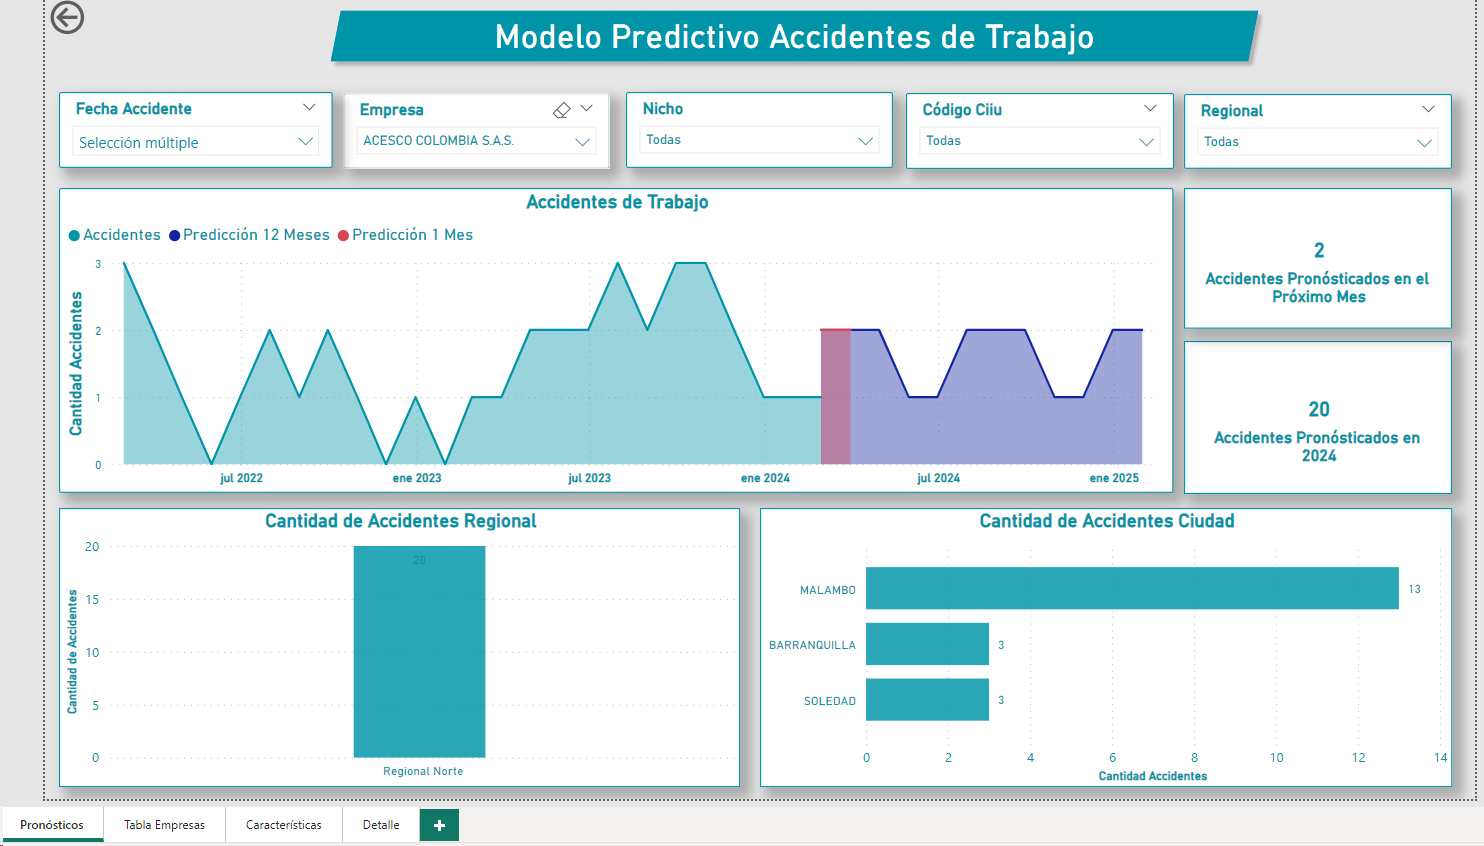 Modelo Predictivo Accidentes de Trabajo
Fecha Accidente
Selección múltiple
Empresa
ACESCO COLOMBIA S.A.S.
Nicho
Todas
Código Ciiu
Todas
Regional
Todas
Accidentes de Trabajo
Accidentes Predicción 12 Meses Predicción 1 Mes
Cantidad Accidentes
3
2
1
0
jul 2022 ene 2023 jul 2023 ene 2024 jul 2024 ene 2025
2
Accidentes Pronósticados en el
Próximo Mes
20
Accidentes Pronósticados en
2024
Cantidad de Accidentes Regional
Cantidad de Accidentes
20
15
10
5
0
20
Regional Norte
Cantidad de Accidentes Ciudad
MALAMBO 13
BARRANQUILLA 3
SOLEDAD 3
0 2 4 6 8 10 12 14
Cantidad Accidentes
Pronósticos Tabla Empresas Características Detalle